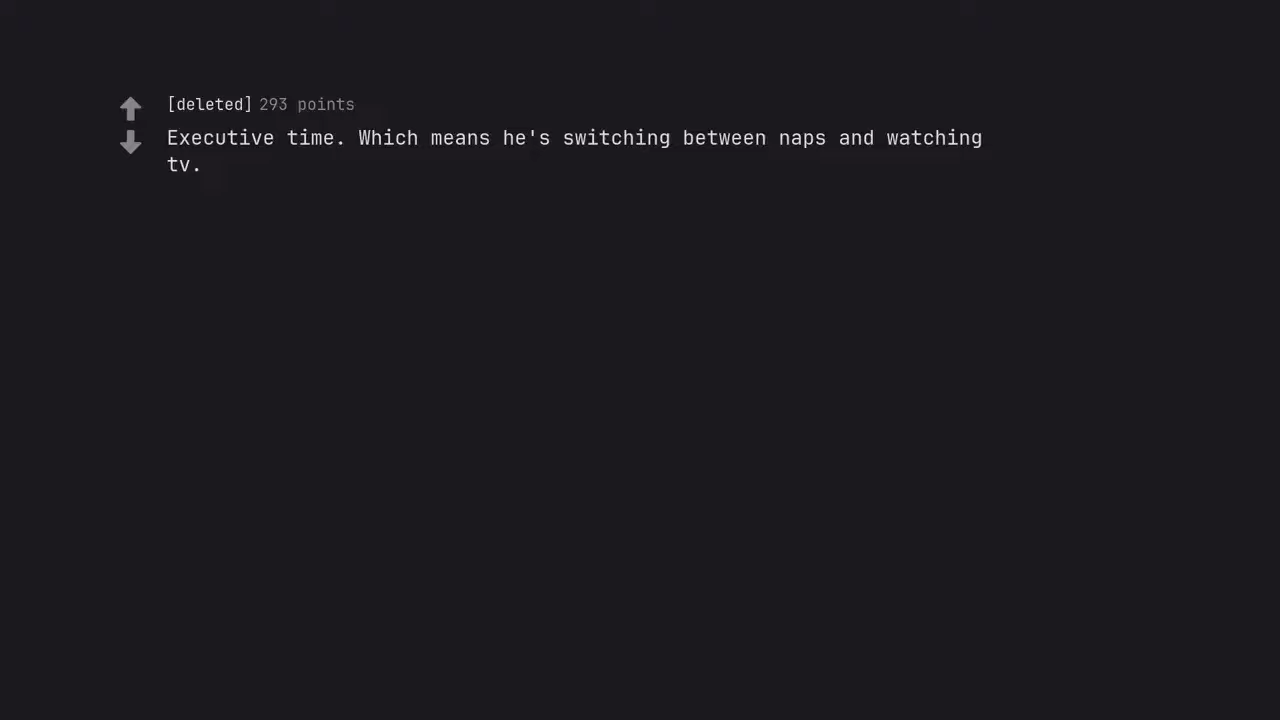 [deleted] 293 points
Executive time. Which means he's switching between naps and watching
tv.